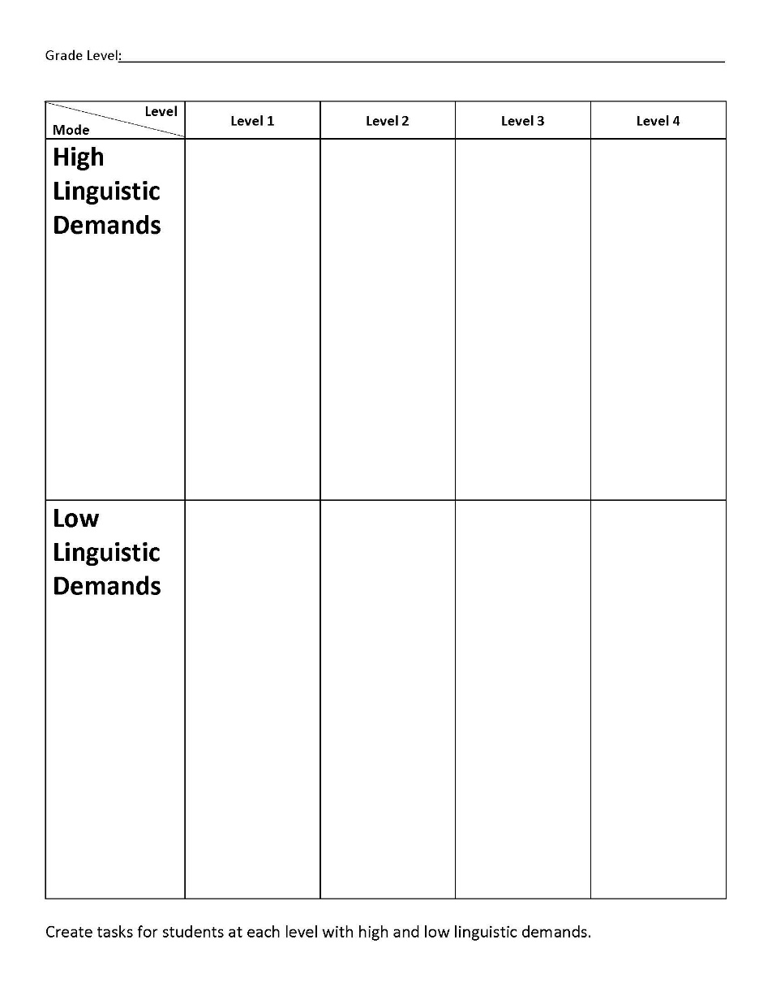 Grade Level:
Level
Mode
Level 1
Level 2
Level 3
Level 4
High
Linguistic
Demands
Low
Linguistic
Demands
Create tasks for students at each level with high and low linguistic demands.